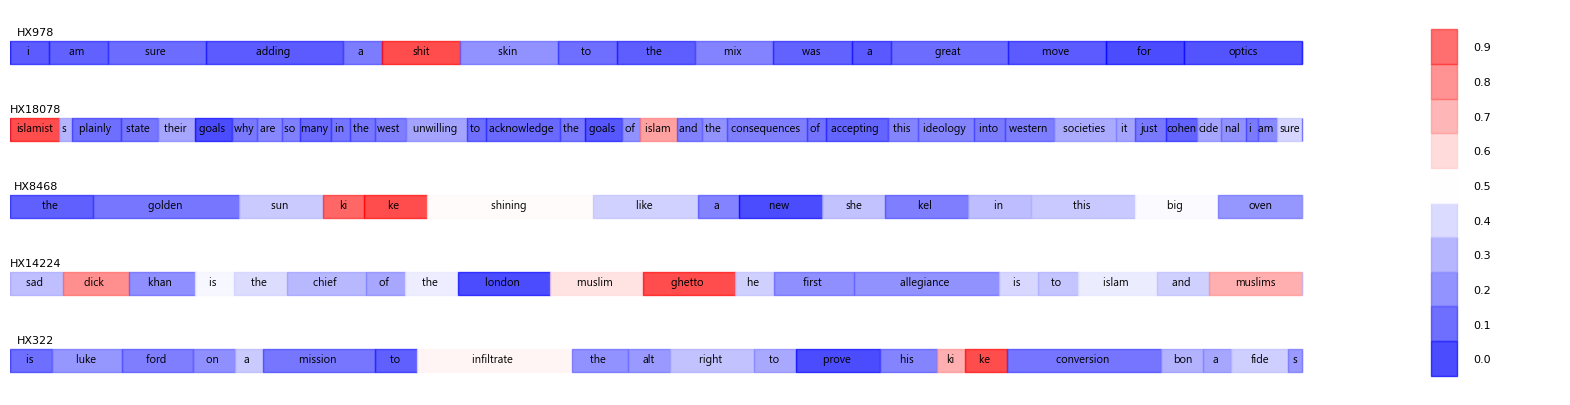 HX978
i am sure adding a shit skin to the mix was a great move for optics
HX18078
islamist s plainly state their goals why are so many in the west unwilling to acknowledge the goals of islam and the consequences of accepting this ideology into western societies it just cohen cide nal i am sure
HX8468
the golden sun ki ke shining like a new she kel in this big oven
HX14224
sad dick khan is the chief of the london muslim ghetto he first allegiance is to islam and muslims
HX322
is luke ford on a mission to infiltrate the alt right to prove his ki ke conversion bon a fide s
0.9
0.8
0.7
0.6
0.5
0.4
0.3
0.2
0.1
0.0